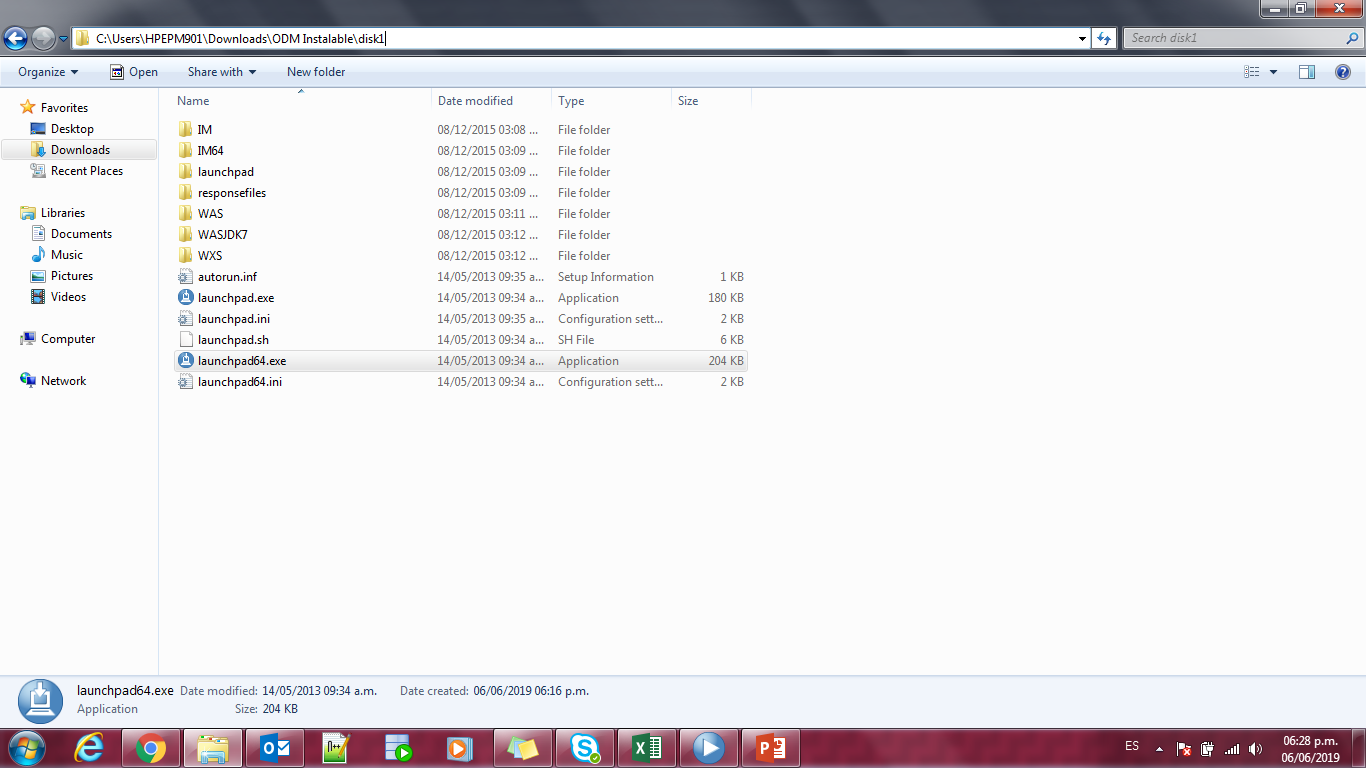 C:\Users\HPEPM901\Downloads\ODM Instalable\disk1
Search disk1
Organize Open Share with New folder
Favorites
Desktop
Downloads
Recent Places
Libraries
Documents
Music
Pictures
Videos
Computer
Network
Name Date modified Type Size
IM 08/12/2015 03:08 ... File folder
IM64 08/12/2015 03:09 ... File folder
launchpad 08/12/2015 03:09 ... File folder
responsefiles 08/12/2015 03:09 ... File folder
WAS 08/12/2015 03:11 ... File folder
WASJDK7 08/12/2015 03:12 ... File folder
WXS 08/12/2015 03:12 ... File folder
autorun.inf 14/05/2013 09:35 a... Setup Information 1 KB
launchpad.exe 14/05/2013 09:34 a... Application 180 KB
launchpad.ini 14/05/2013 09:35 a... Configuration sett... 2 KB
launchpad.sh 14/05/2013 09:34 a... SH File 6 KB
launchpad64.exe 14/05/2013 09:34 a... Application 204 KB
launchpad64.ini 14/05/2013 09:34 a... Configuration sett... 2 KB
launchpad64.exe Date modified: 14/05/2013 09:34 a.m. Date created: 06/06/2019 06:16 p.m.
Application Size: 204 KB
ES
06:28 p.m.
06/06/2019